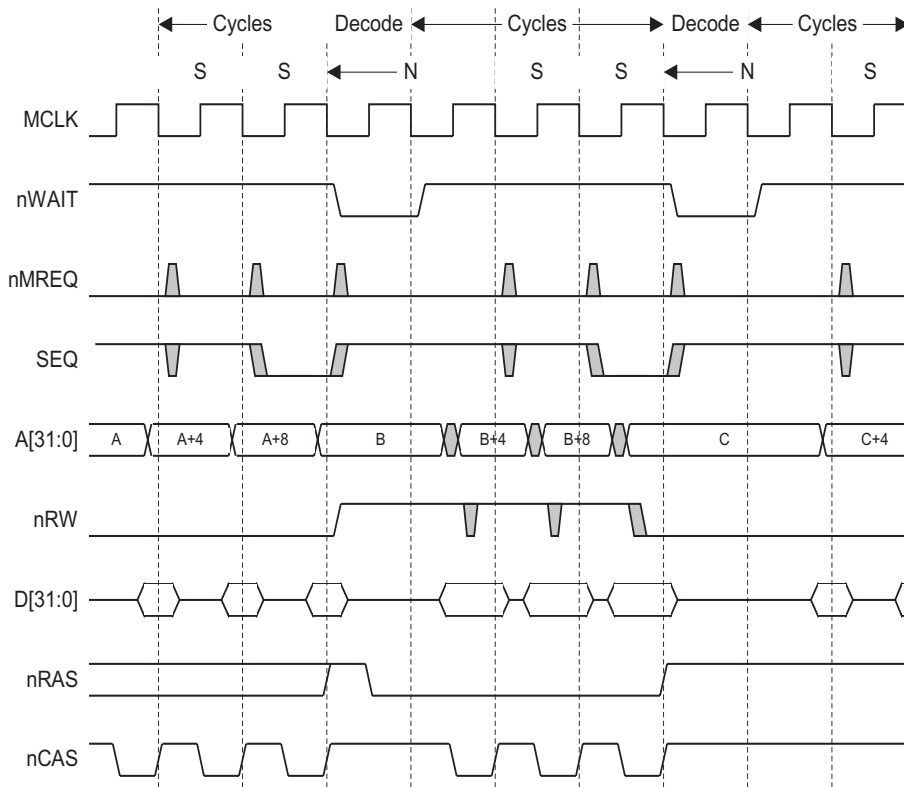 Cycles Decode Cycles Decode Cycles
S S N S S N S
MCLK
nWAIT
nMREQ
SEQ
A[31:0] A A+4 A+8 B B+4 B+8 C C+4
nRW
D[31:0]
nRAS
nCAS